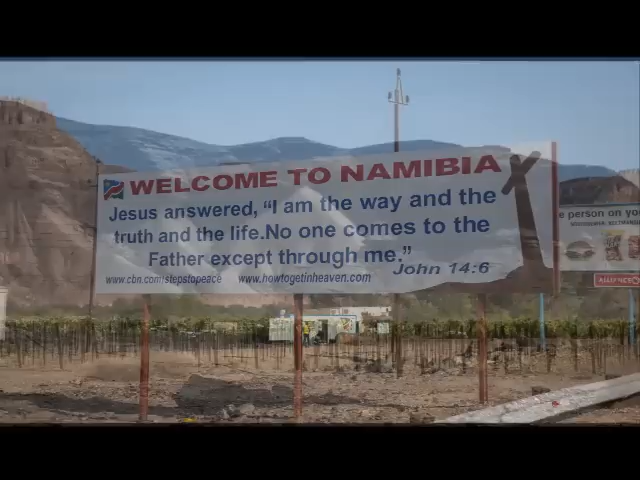 WELCOME TO NAMIBIA
Jesus answered, “I am the way and the
truth and the life.No one comes to the
Father except through me.”
John 14:6
www.cbn.com/stepstopeace www.howtogetinheaven.com
e person on yo